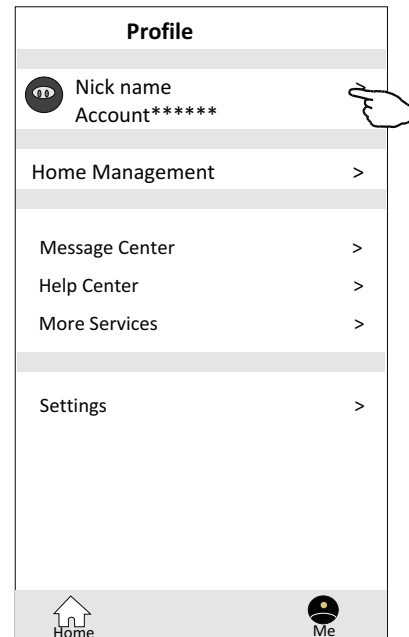 Profile
Nick name
Account******
Home Management >
Message Center >
Help Center >
More Services >
Settings >
Home Me